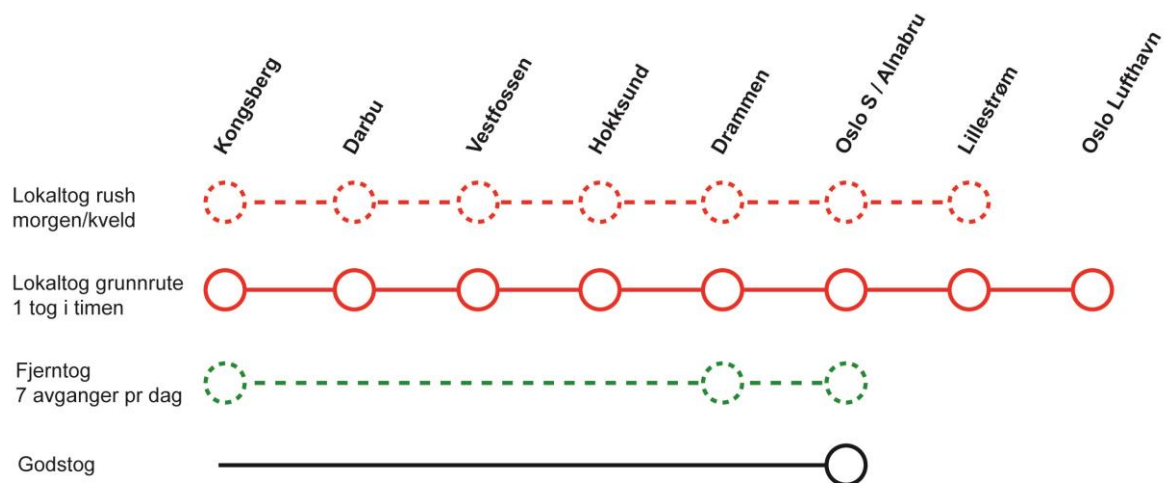 Kongsberg
Darbu
Vestfossen
Hokksund
Drammen
Oslo S / Alnabru
Lillestrøm
Oslo Lufthavn
Lokaltog rush
morgen/kveld
Lokaltog grunnrute
1 tog i timen
Fjerntog
7 avganger pr dag
Godstog